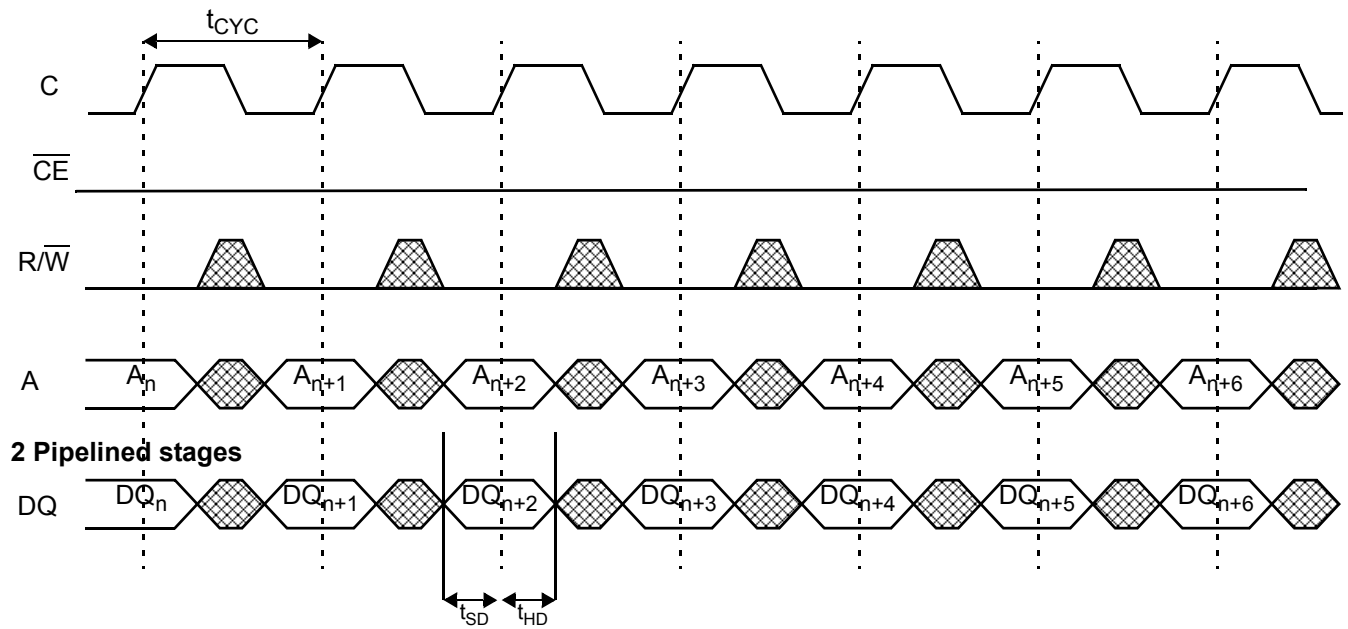 tCYC
C
CE
R/W
A An An+1 An+2 An+3 An+4 An+5 An+6
2 Pipelined stages
DQ DQn DQn+1 DQn+2 DQn+3 DQn+4 DQn+5 DQn+6
tSD tHD